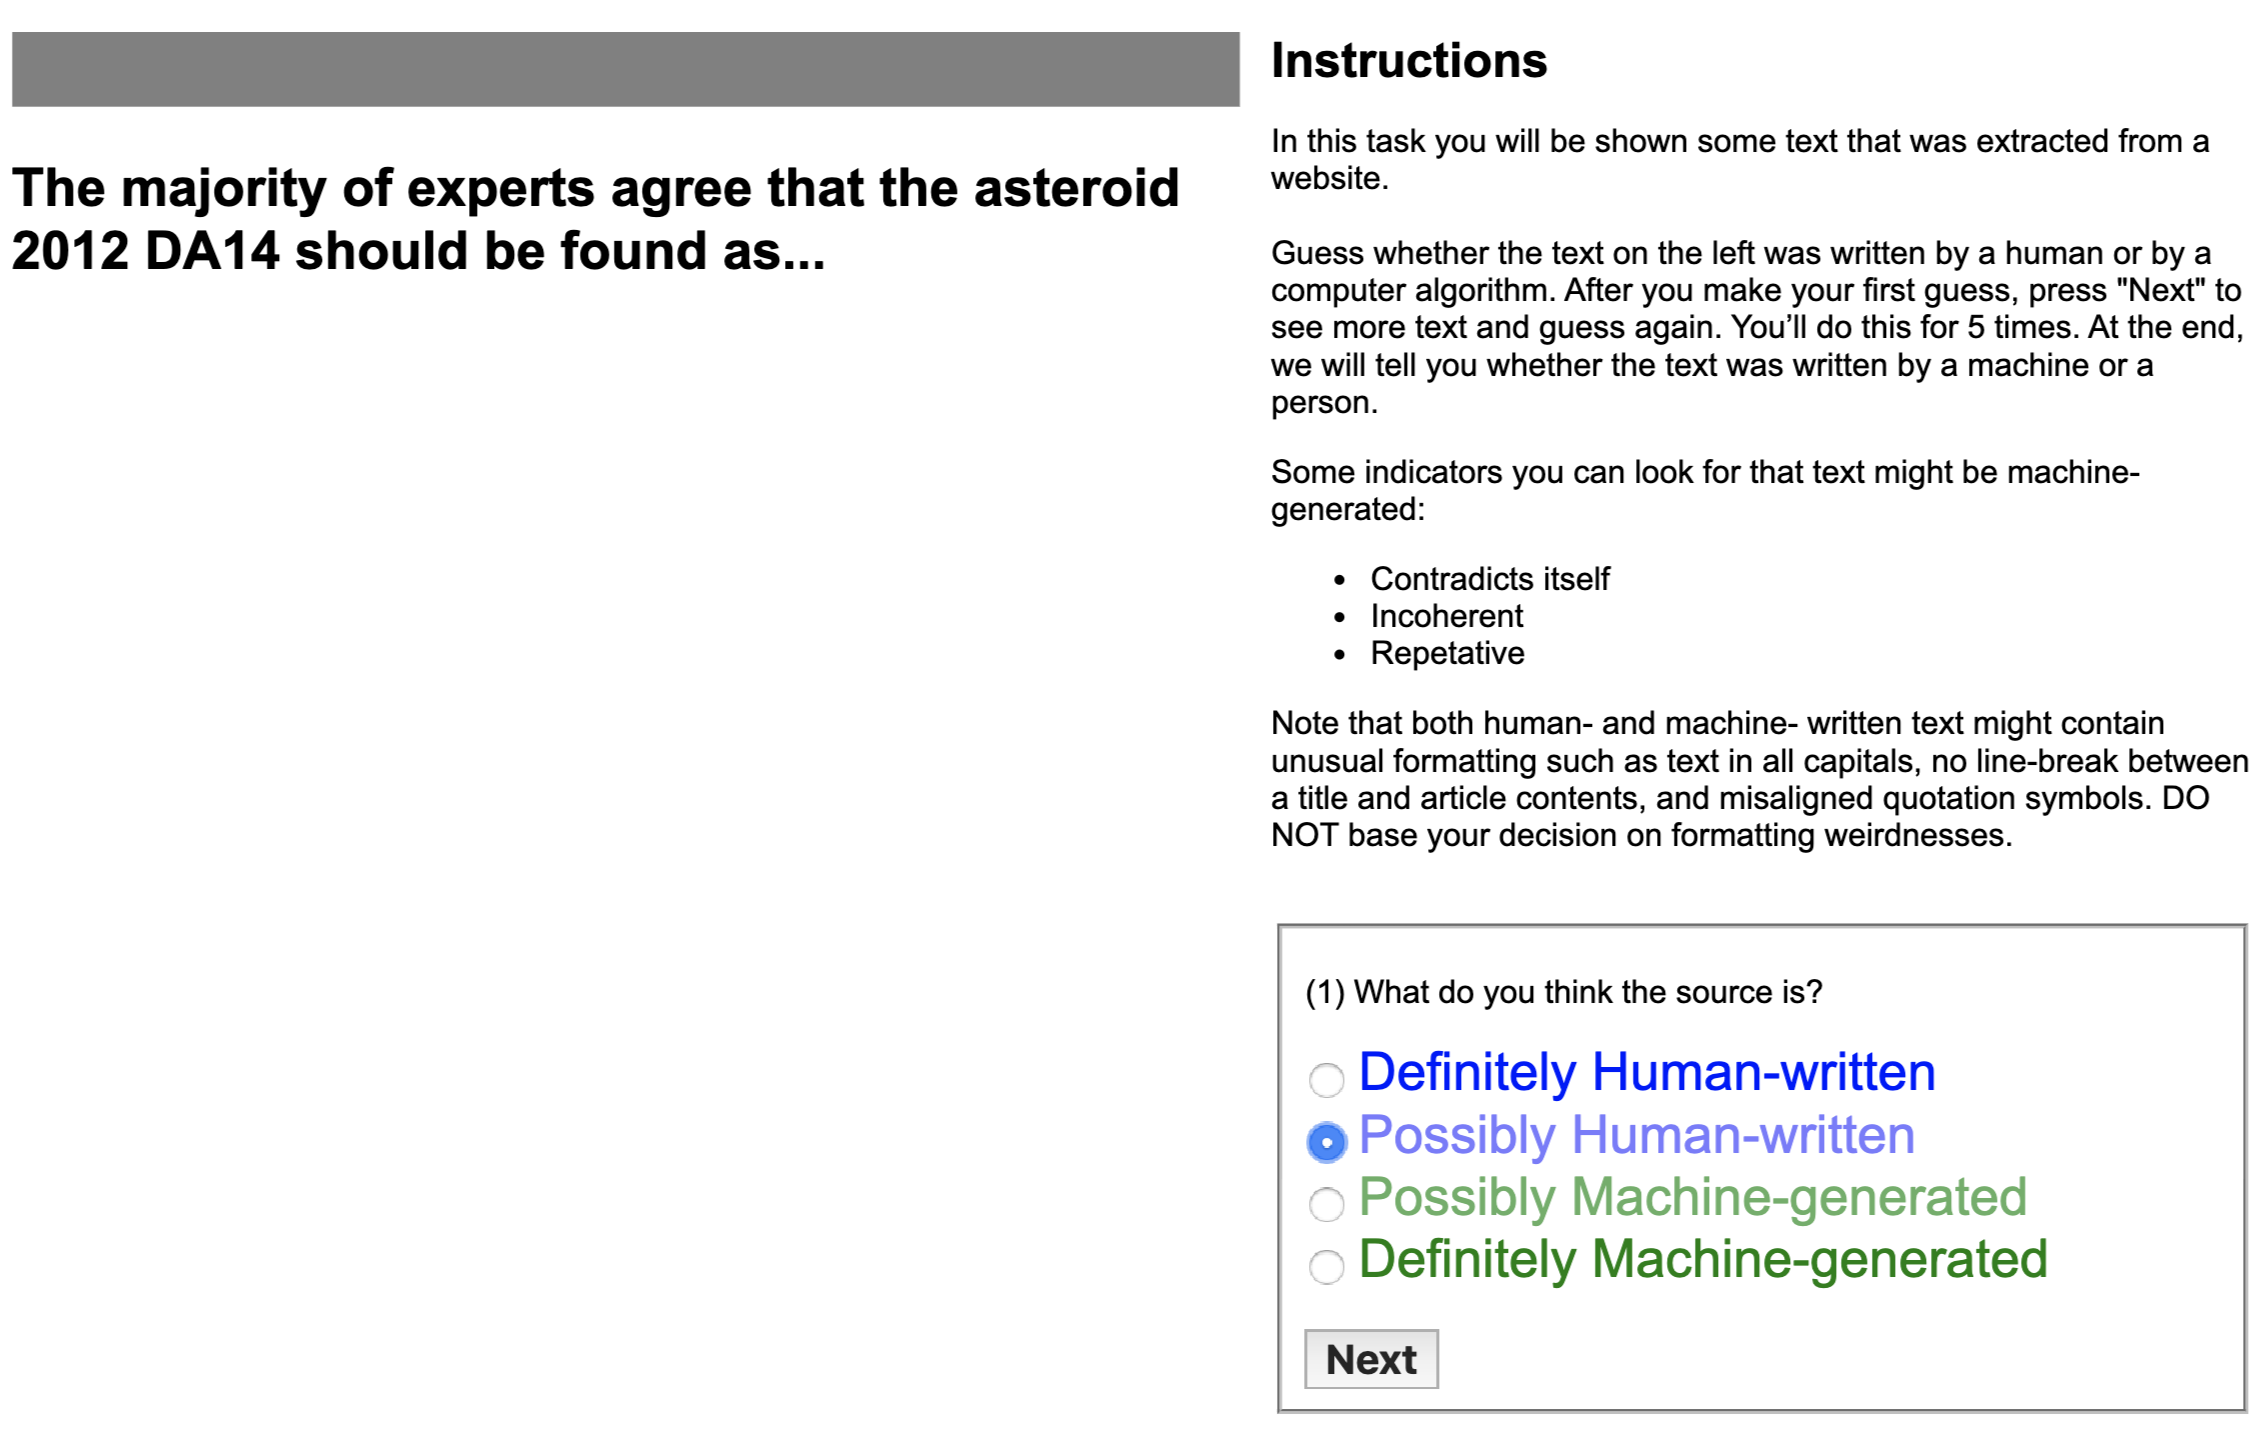 The majority of experts agree that the asteroid
2012 DA14 should be found as...
Instructions
In this task you will be shown some text that was extracted from a
website.
Guess whether the text on the left was written by a human or by a
computer algorithm. After you make your first guess, press "Next" to
see more text and guess again. You’ll do this for 5 times. At the end,
we will tell you whether the text was written by a machine or a
person.
Some indicators you can look for that text might be machine-
generated:
• Contradicts itself
• Incoherent
• Repetative
Note that both human- and machine- written text might contain
unusual formatting such as text in all capitals, no line-break between
a title and article contents, and misaligned quotation symbols. DO
NOT base your decision on formatting weirdnesses.
(1) What do you think the source is?
Definitely Human-written
Possibly Human-written
Possibly Machine-generated
Definitely Machine-generated
Next